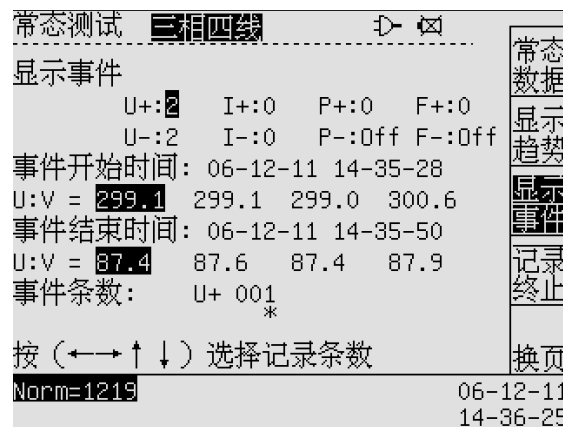 常态测试 三相四线
显示事件
U+:2 I+:0 P+:0 F+:0
U-:2 I-:0 P-:Off F-:Off
事件开始时间: 06-12-11 14-35-28
U:V = 299.1 299.1 299.0 300.6
事件结束时间: 06-12-11 14-35-50
U:V = 87.4 87.6 87.4 87.9
事件条数: U+ 001
*
按（←→↑↓）选择记录条数
常态
数据
显示
趋势
显示
事件
记录
终止
换页
Norm=1219
06-12-11
14-36-25